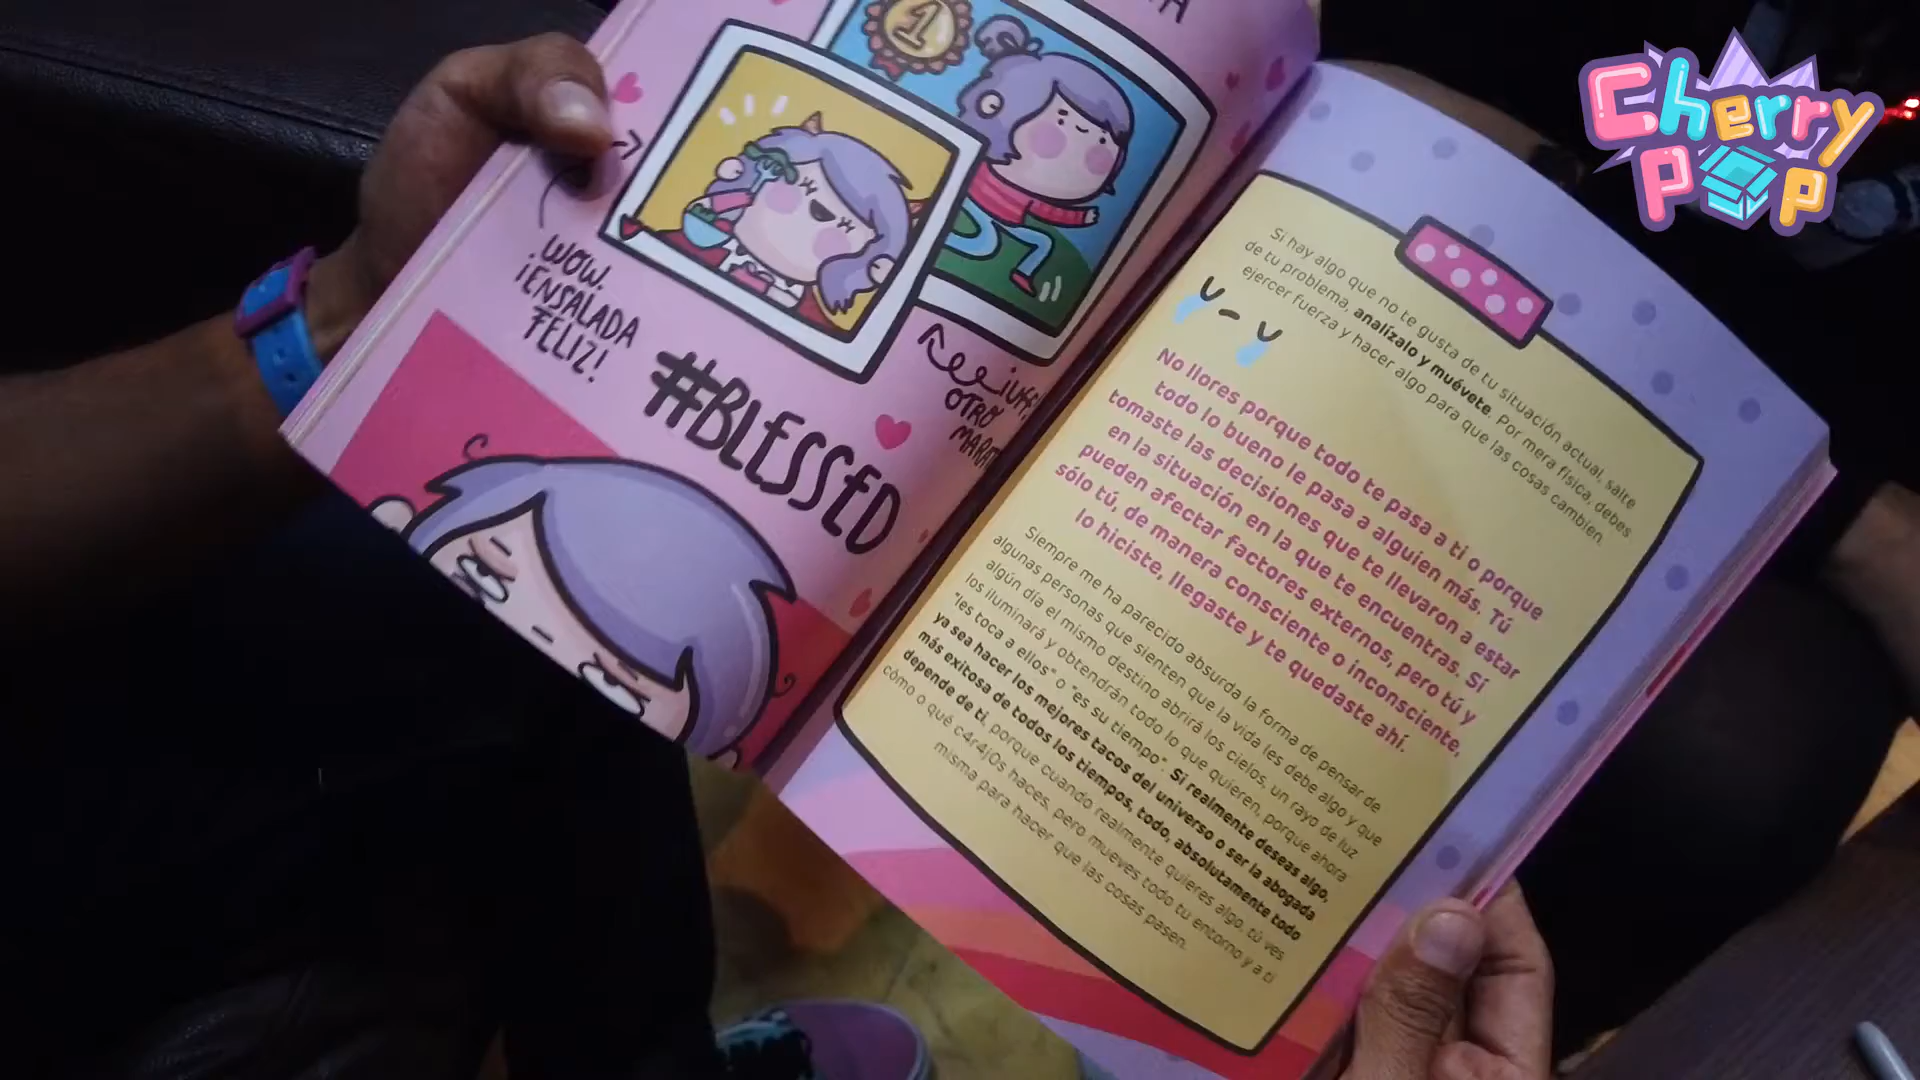 Cherry
Pop
1
WOW.
¡ENSALADA
FELIZ!
OTRO
#BLESSED
Si hay algo que no te gusta de tu situación actual, salte
de tu problema, analízalo y muévete. Por mera física, debes
ejercer fuerza y hacer algo para que las cosas cambien.
No llores porque todo te pasa a ti o porque
todo lo bueno le pasa a alguien más. Tú
tomaste las decisiones que te llevaron a estar
en la situación en la que te encuentras. Sí
pueden afectar factores externos, pero tú y
sólo tú, de manera consciente o inconsciente,
lo hiciste, llegaste y te quedaste ahí.
Siempre me ha parecido absurda la forma de pensar de
algunas personas que sienten que la vida les debe algo y que
algún día el mismo destino abrirá los cielos, un rayo de luz
los iluminará y obtendrán todo lo que quieren, porque ahora
"les toca a ellos" o "es su tiempo". Si realmente deseas algo,
ya sea hacer los mejores tacos del universo o ser la abogada
más exitosa de todos los tiempos, todo, absolutamente todo
depende de ti, porque cuando realmente quieres algo, tú ves
cómo o qué c4r4j0s haces, pero mueves todo tu entorno y a ti
misma para hacer que las cosas pasen.